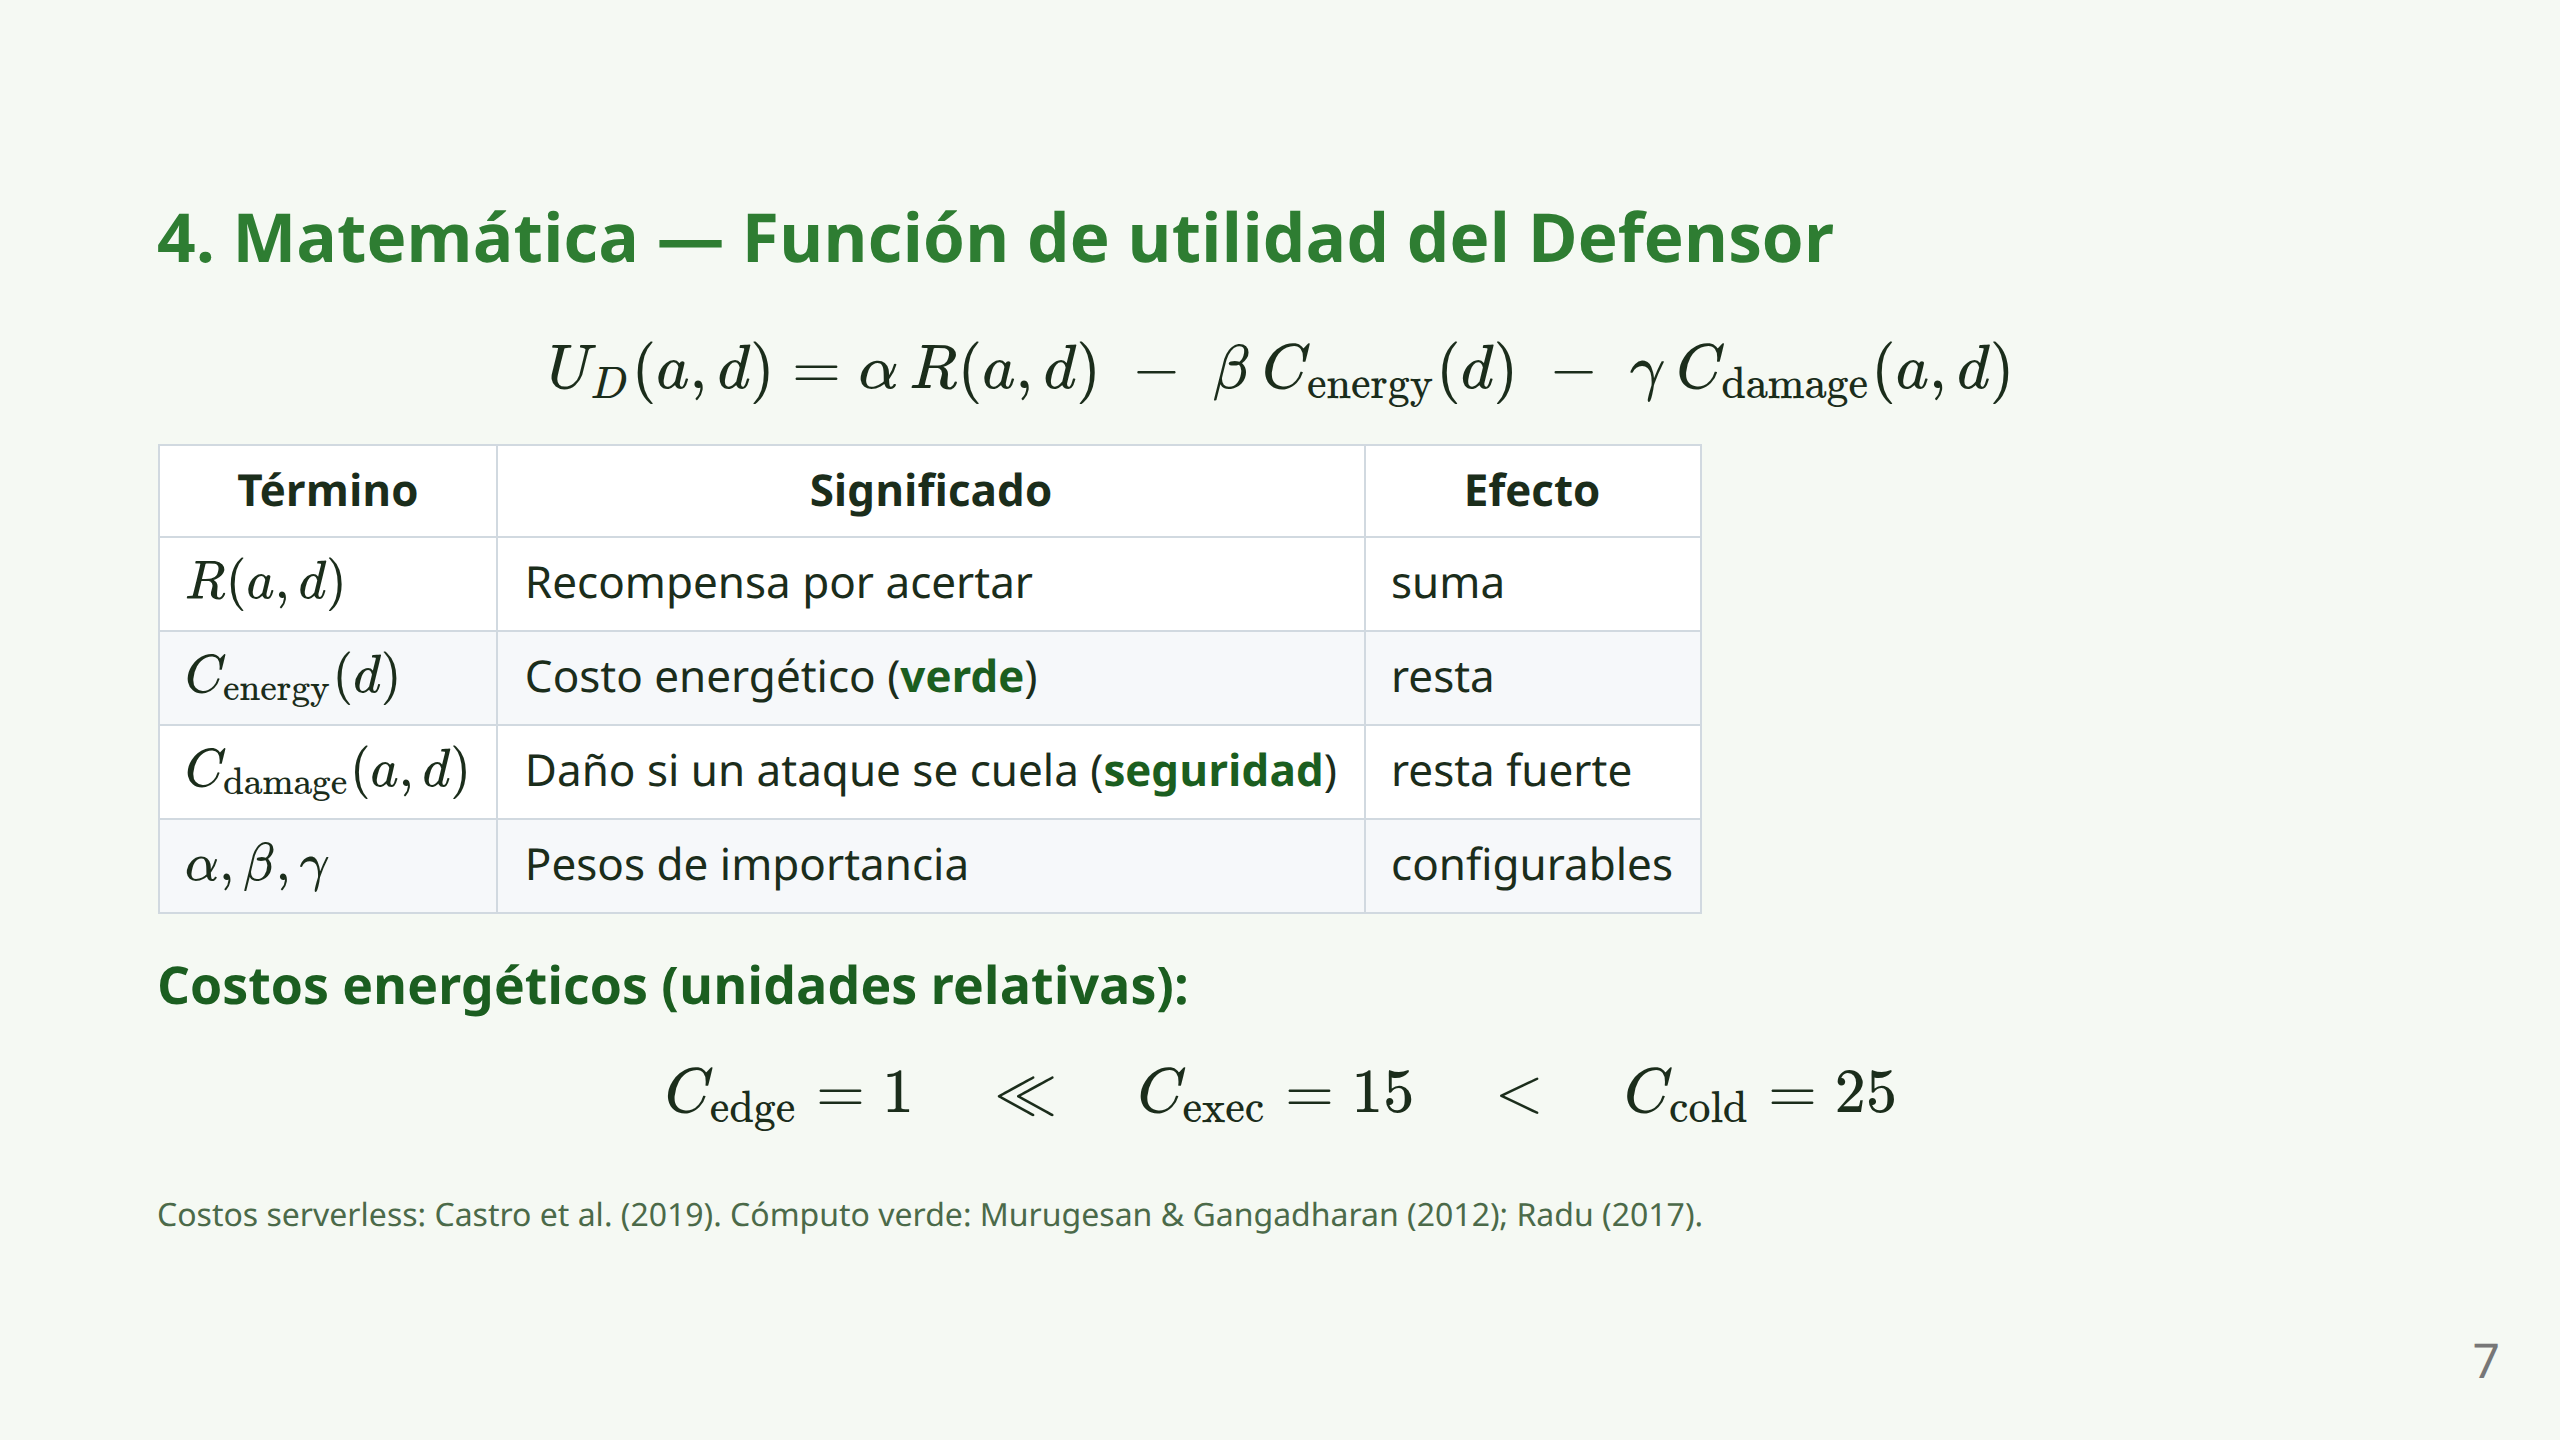 4. Matemática — Función de utilidad del Defensor
U_D(a, d) = α R(a, d) − β C_energy(d) − γ C_damage(a, d)
Término Significado Efecto
R(a, d) Recompensa por acertar suma
C_energy(d) Costo energético (verde) resta
C_damage(a, d) Daño si un ataque se cuela (seguridad) resta fuerte
α, β, γ Pesos de importancia configurables
Costos energéticos (unidades relativas):
C_edge = 1 ≪ C_exec = 15 < C_cold = 25
Costos serverless: Castro et al. (2019). Cómputo verde: Murugesan & Gangadharan (2012); Radu (2017).
7